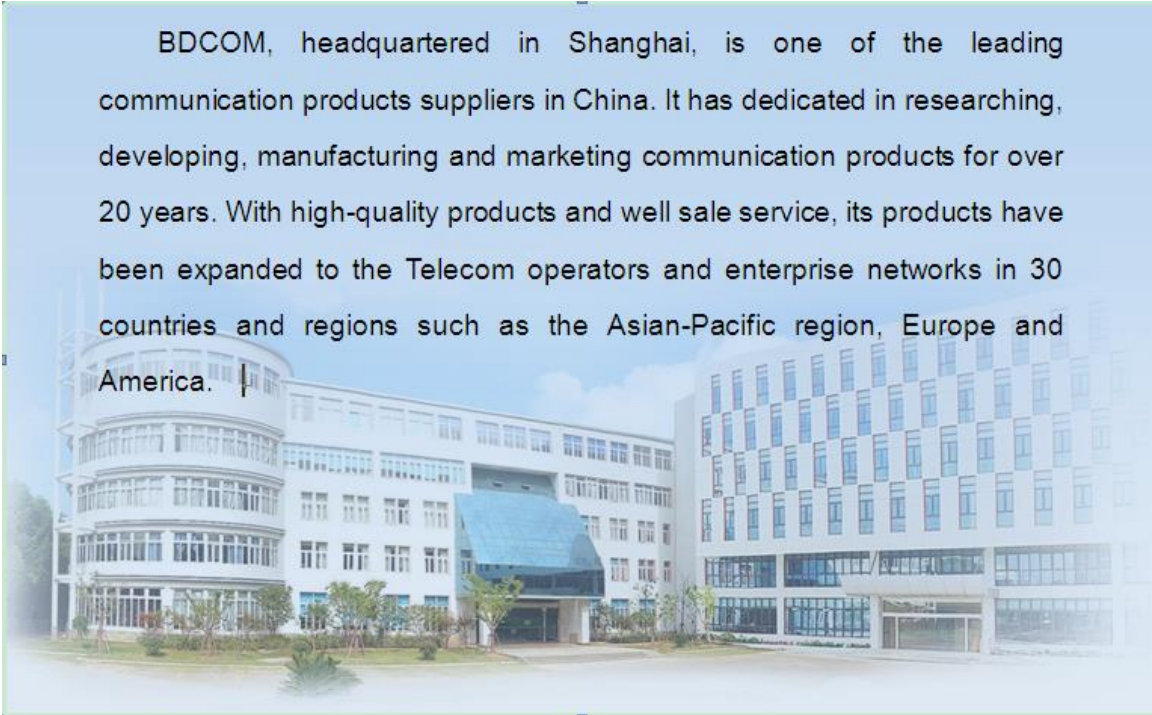 BDCOM, headquartered in Shanghai, is one of the leading
communication products suppliers in China. It has dedicated in researching,
developing, manufacturing and marketing communication products for over
20 years. With high-quality products and well sale service, its products have
been expanded to the Telecom operators and enterprise networks in 30
countries and regions such as the Asian-Pacific region, Europe and
America.